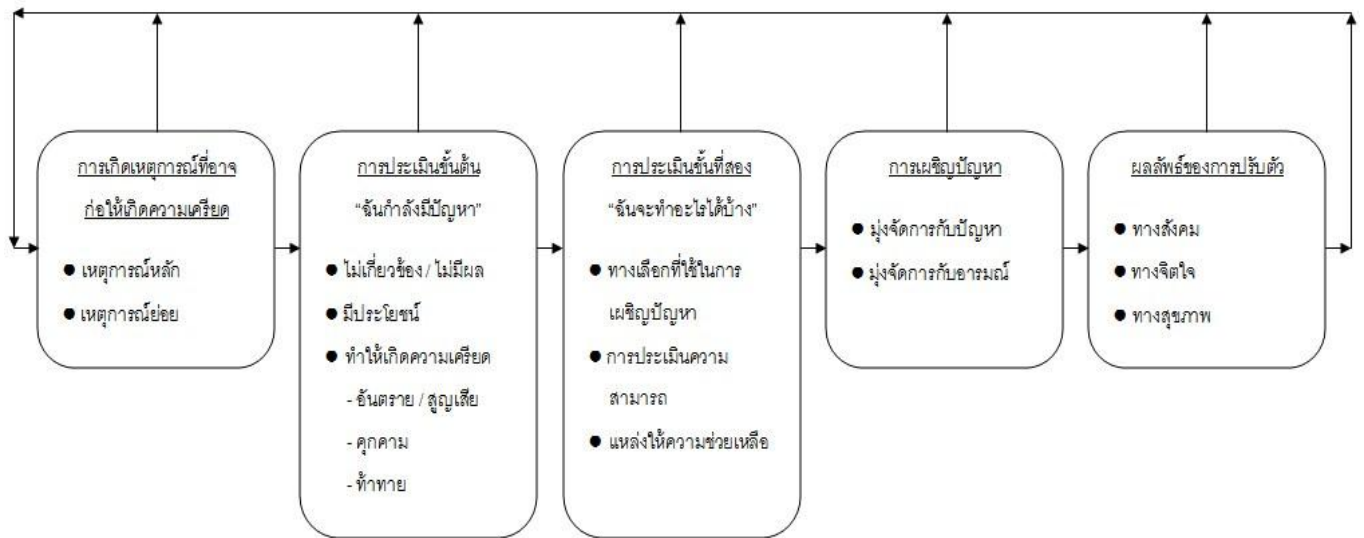 การเกิดเหตุการณ์ที่อาจ
ก่อให้เกิดความเครียด
● เหตุการณ์หลัก
● เหตุการณ์ย่อย
การประเมินขั้นต้น
“ฉันกำลังมีปัญหา”
● ไม่เกี่ยวข้อง / ไม่มีผล
● มีประโยชน์
● ทำให้เกิดความเครียด
- อันตราย / สูญเสีย
- คุกคาม
- ท้าทาย
การประเมินขั้นที่สอง
“ฉันจะทำอะไรได้บ้าง”
● ทางเลือกที่ใช้ในการ
เผชิญปัญหา
● การประเมินความ
สามารถ
● แหล่งให้ความช่วยเหลือ
การเผชิญปัญหา
● มุ่งจัดการกับปัญหา
● มุ่งจัดการกับอารมณ์
ผลลัพธ์ของการปรับตัว
● ทางสังคม
● ทางจิตใจ
● ทางสุขภาพ